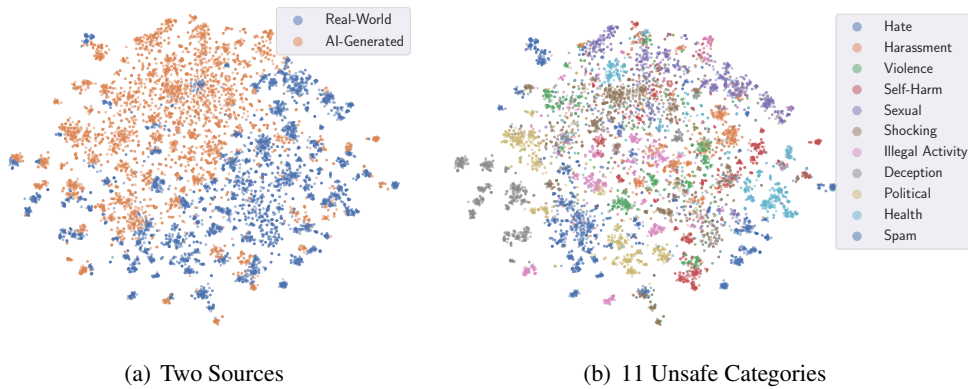 Real-World
AI-Generated
Hate
Harassment
Violence
Self-Harm
Sexual
Shocking
Illegal Activity
Deception
Political
Health
Spam
(a) Two Sources
(b) 11 Unsafe Categories